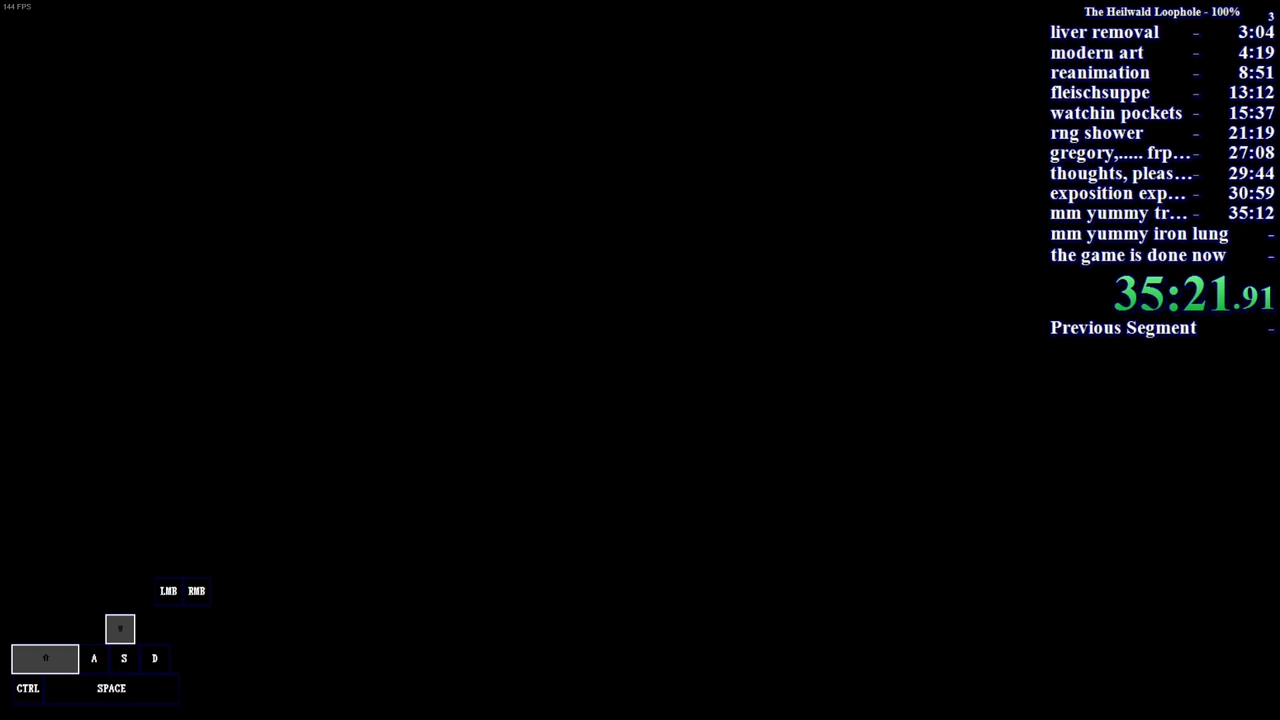 144 FPS
The Heilwald Loophole - 100%
3
liver removal - 3:04
modern art - 4:19
reanimation - 8:51
fleischsuppe - 13:12
watchin pockets - 15:37
rng shower - 21:19
gregory,..... frp... - 27:08
thoughts, pleas... - 29:44
exposition exp... - 30:59
mm yummy tr... - 35:12
mm yummy iron lung -
the game is done now -
35:21.91
Previous Segment -
LMB RMB
W
⇧ A S D
CTRL SPACE